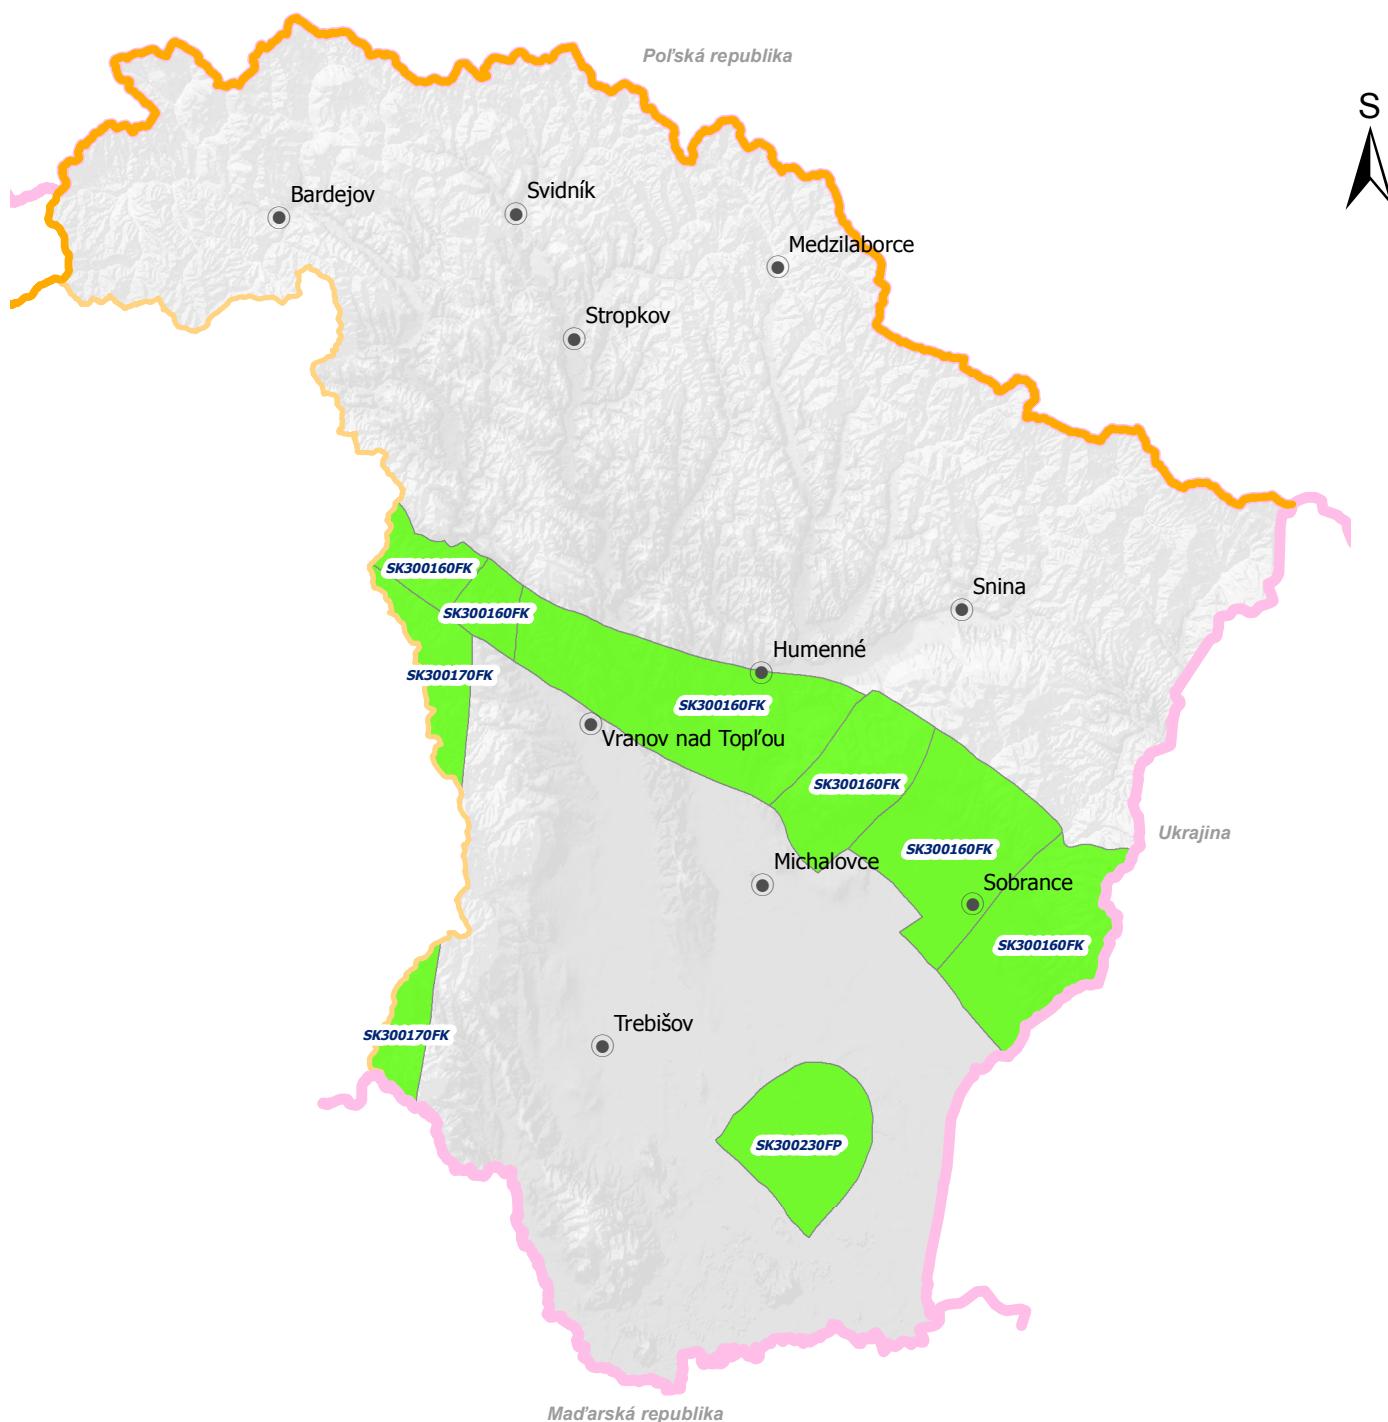 Poľská republika
S
Bardejov
Svidník
Medzilaborce
Stropkov
SK300160FK
Snina
SK300160FK
Humenné
SK300170FK
SK300160FK
Vranov nad Topľou
SK300160FK
Ukrajina
SK300160FK
Michalovce
Sobrance
SK300160FK
Trebišov
SK300170FK
SK300230FP
Maďarská republika